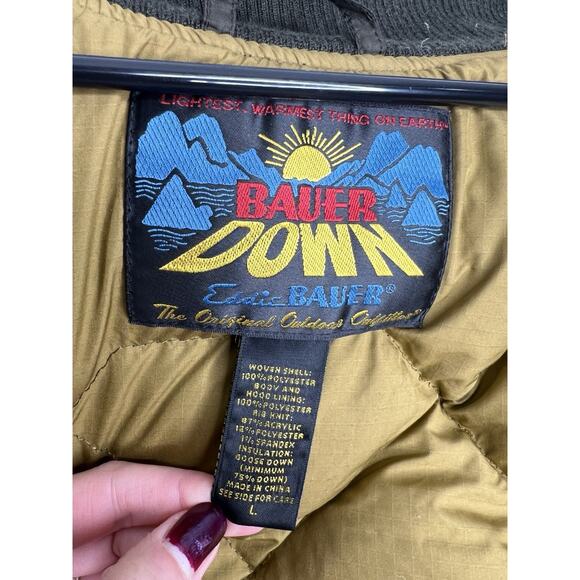 LIGHTEST, WARMEST THING ON EARTH
BAUER
DOWN
Eddie BAUER®
The Original Outdoor Outfitter®
WOVEN SHELL:
100% POLYESTER
BODY AND
HOOD LINING:
100% POLYESTER
RIB KNIT:
87% ACRYLIC
12% POLYESTER
1% SPANDEX
INSULATION:
GOOSE DOWN
(MINIMUM
75% DOWN)
MADE IN CHINA
SEE SIDE FOR CARE
L